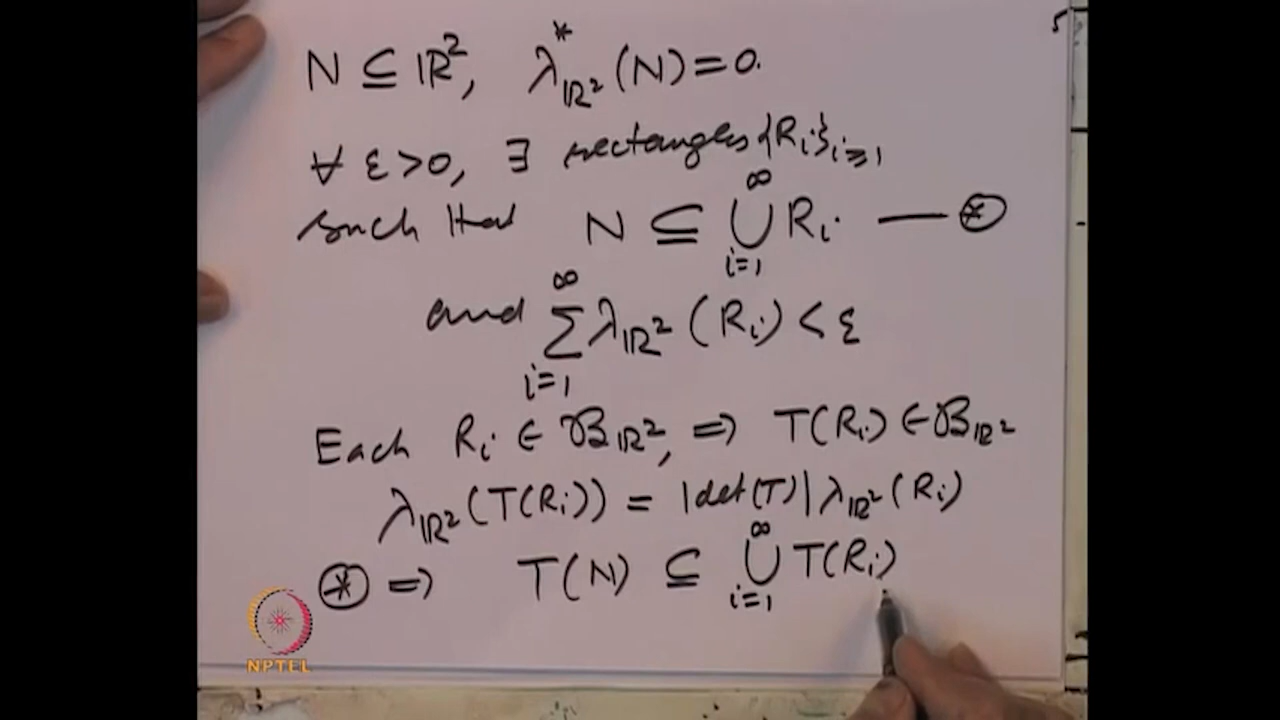 5
N ⊆ ℝ², λ*_ℝ²(N) = 0.
∀ ε > 0, ∃ rectangles {Rᵢ}ᵢ≥₁
such that N ⊆ ⋃_{i=1}^{∞} Rᵢ — ⊛
and ∑_{i=1}^{∞} λ_ℝ²(Rᵢ) < ε
Each Rᵢ ∈ 𝓑_ℝ², ⇒ T(Rᵢ) ∈ 𝓑_ℝ²
λ_ℝ²(T(Rᵢ)) = |det(T)| λ_ℝ²(Rᵢ)
⊛ ⇒ T(N) ⊆ ⋃_{i=1}^{∞} T(Rᵢ)
NPTEL